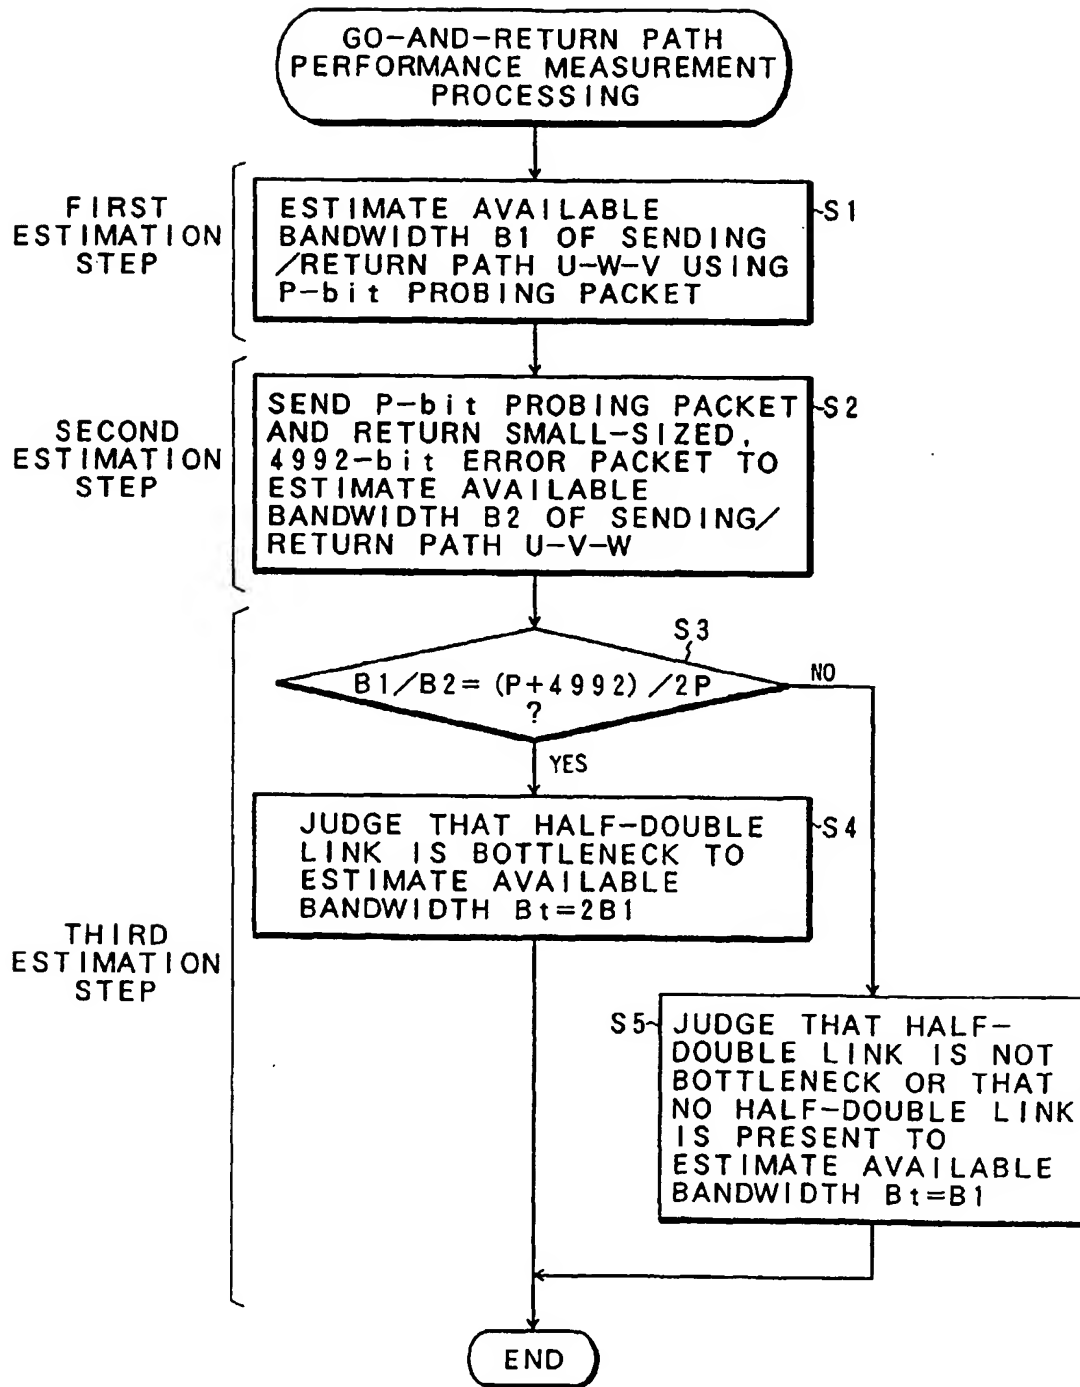 GO-AND-RETURN PATH
PERFORMANCE MEASUREMENT
PROCESSING
FIRST
ESTIMATION
STEP
ESTIMATE AVAILABLE
BANDWIDTH B1 OF SENDING
/RETURN PATH U-W-V USING
P-bit PROBING PACKET
S1
SECOND
ESTIMATION
STEP
SEND P-bit PROBING PACKET
AND RETURN SMALL-SIZED,
4992-bit ERROR PACKET TO
ESTIMATE AVAILABLE
BANDWIDTH B2 OF SENDING/
RETURN PATH U-V-W
S2
THIRD
ESTIMATION
STEP
S3
B1/B2=(P+4992)/2P
?
NO
YES
JUDGE THAT HALF-DOUBLE
LINK IS BOTTLENECK TO
ESTIMATE AVAILABLE
BANDWIDTH Bt=2B1
S4
S5
JUDGE THAT HALF-
DOUBLE LINK IS NOT
BOTTLENECK OR THAT
NO HALF-DOUBLE LINK
IS PRESENT TO
ESTIMATE AVAILABLE
BANDWIDTH Bt=B1
END